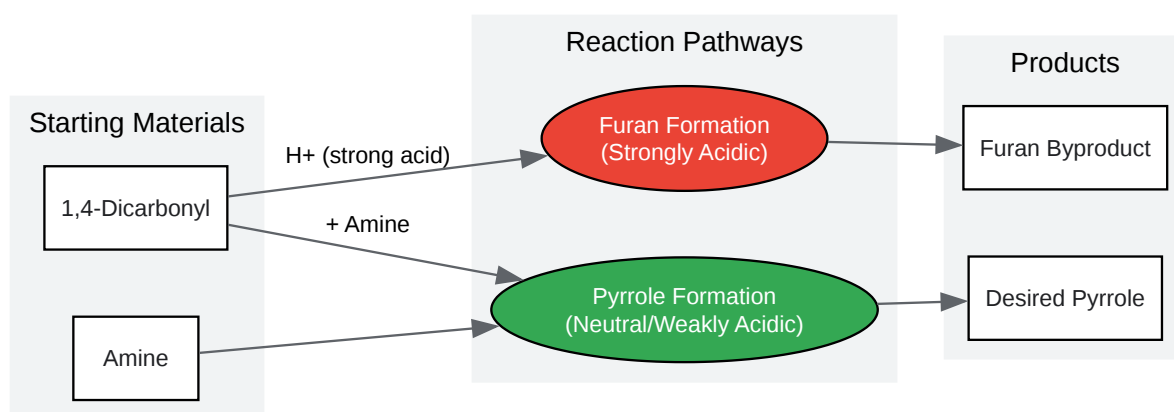 Reaction Pathways
Products
Starting Materials
Furan Formation
(Strongly Acidic)
Furan Byproduct
H+ (strong acid)
1,4-Dicarbonyl
+ Amine
Pyrrole Formation
(Neutral/Weakly Acidic)
Desired Pyrrole
Amine